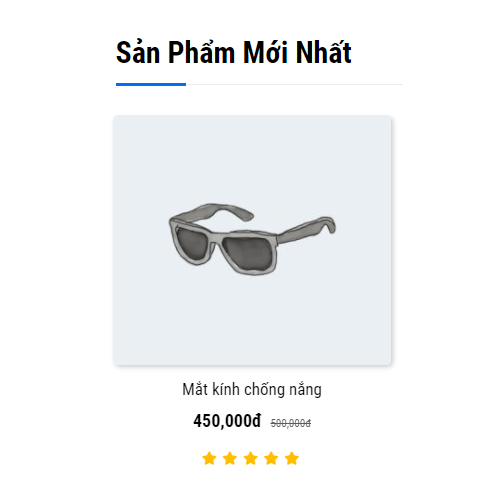 Sản Phẩm Mới Nhất
Mắt kính chống nắng
450,000đ 500,000đ